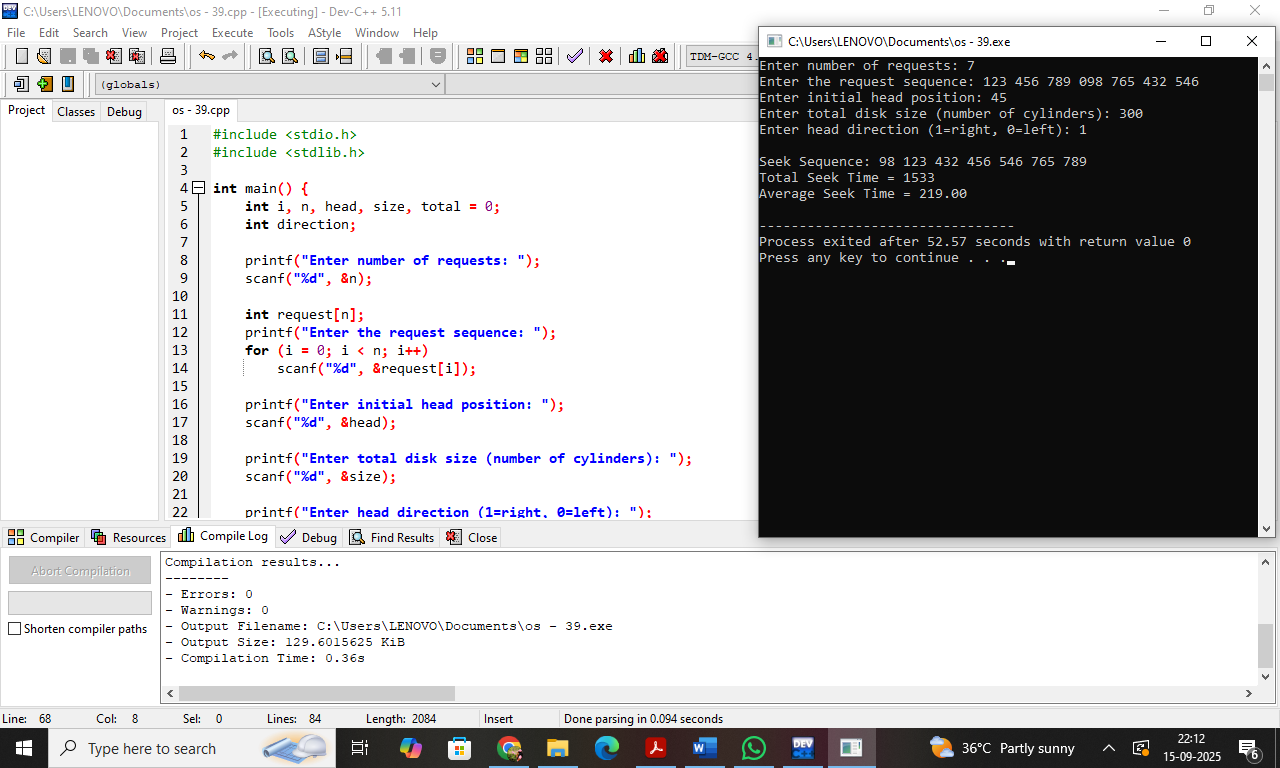 C:\Users\LENOVO\Documents\os - 39.cpp - [Executing] - Dev-C++ 5.11
File Edit Search View Project Execute Tools AStyle Window Help
TDM-GCC 4.
(globals)
Project Classes Debug
os - 39.cpp
1 #include <stdio.h>
2 #include <stdlib.h>
3
4 int main() {
5 int i, n, head, size, total = 0;
6 int direction;
7
8 printf("Enter number of requests: ");
9 scanf("%d", &n);
10
11 int request[n];
12 printf("Enter the request sequence: ");
13 for (i = 0; i < n; i++)
14 scanf("%d", &request[i]);
15
16 printf("Enter initial head position: ");
17 scanf("%d", &head);
18
19 printf("Enter total disk size (number of cylinders): ");
20 scanf("%d", &size);
21
22 printf("Enter head direction (1=right, 0=left): ");
C:\Users\LENOVO\Documents\os - 39.exe
Enter number of requests: 7
Enter the request sequence: 123 456 789 098 765 432 546
Enter initial head position: 45
Enter total disk size (number of cylinders): 300
Enter head direction (1=right, 0=left): 1
Seek Sequence: 98 123 432 456 546 765 789
Total Seek Time = 1533
Average Seek Time = 219.00
--------------------------------
Process exited after 52.57 seconds with return value 0
Press any key to continue . . .
Compiler Resources Compile Log Debug Find Results Close
Abort Compilation
Shorten compiler paths
Compilation results...
--------
- Errors: 0
- Warnings: 0
- Output Filename: C:\Users\LENOVO\Documents\os - 39.exe
- Output Size: 129.6015625 KiB
- Compilation Time: 0.36s
Line: 68 Col: 8 Sel: 0 Lines: 84 Length: 2084 Insert Done parsing in 0.094 seconds
Type here to search
DEV
36°C Partly sunny
22:12
15-09-2025
6